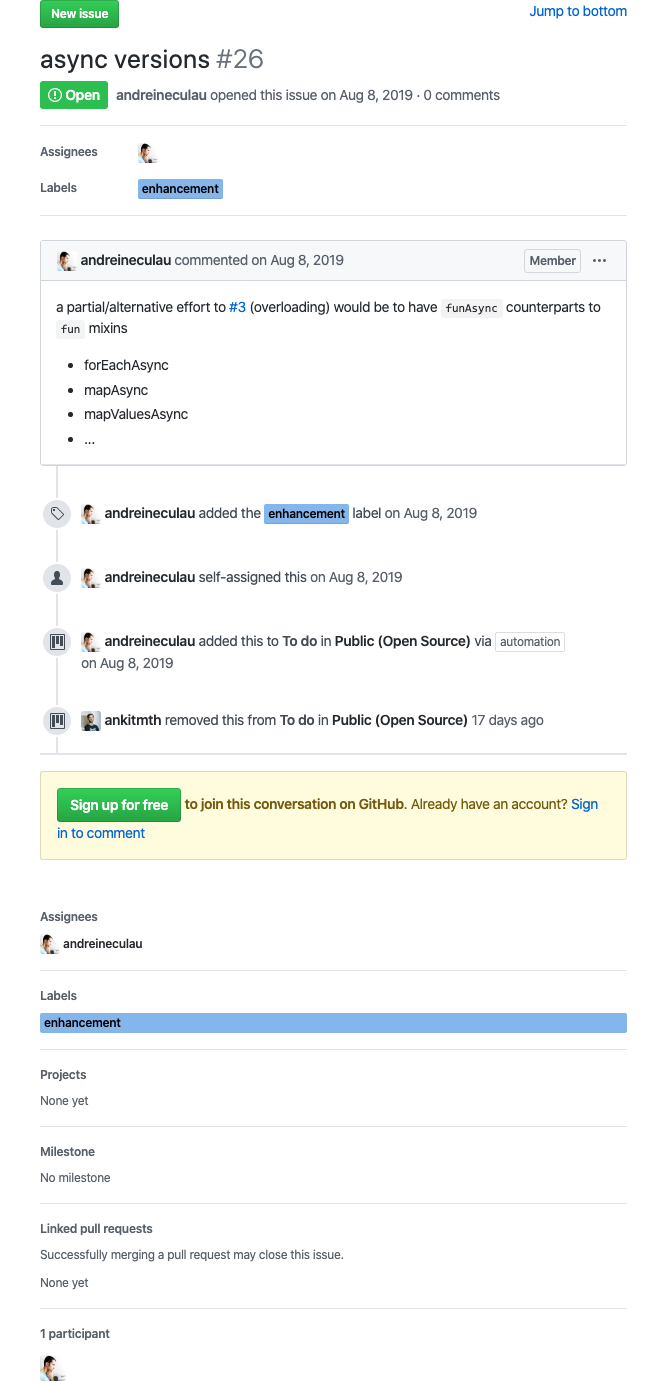 New issue
Jump to bottom
async versions #26
Open andreineculau opened this issue on Aug 8, 2019 · 0 comments
Assignees
Labels enhancement
andreineculau commented on Aug 8, 2019 Member ...
a partial/alternative effort to #3 (overloading) would be to have funAsync counterparts to
fun mixins
• forEachAsync
• mapAsync
• mapValuesAsync
• ...
andreineculau added the enhancement label on Aug 8, 2019
andreineculau self-assigned this on Aug 8, 2019
andreineculau added this to To do in Public (Open Source) via automation
on Aug 8, 2019
ankitmth removed this from To do in Public (Open Source) 17 days ago
Sign up for free to join this conversation on GitHub. Already have an account? Sign
in to comment
Assignees
andreineculau
Labels
enhancement
Projects
None yet
Milestone
No milestone
Linked pull requests
Successfully merging a pull request may close this issue.
None yet
1 participant